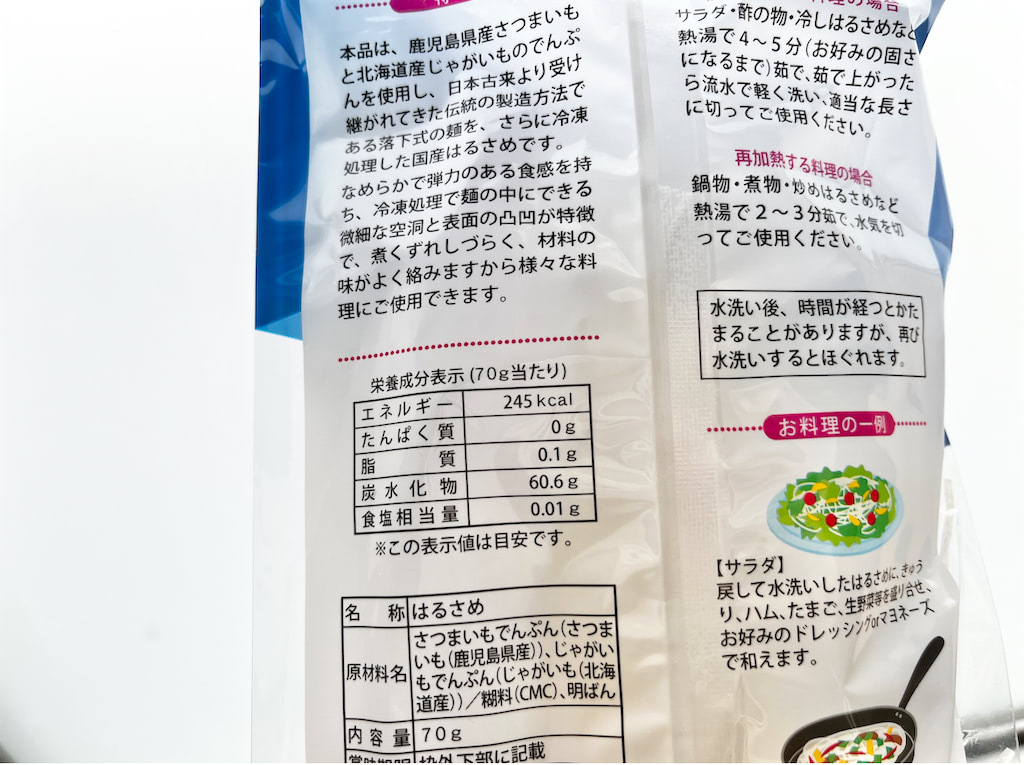 本品は、鹿児島県産さつまいも
と北海道産じゃがいものでんぷ
んを使用し、日本古来より受け
継がれてきた伝統の製造方法で
ある落下式の麺を、さらに冷凍
処理した国産はるさめです。
なめらかで弾力のある食感を持
ち、冷凍処理で麺の中にできる
微細な空洞と表面の凸凹が特徴
で、煮くずれしづらく、材料の
味がよく絡みますから様々な料
理にご使用できます。
栄養成分表示(70g当たり)
エネルギー 245kcal
たんぱく質 0g
脂質 0.1g
炭水化物 60.6g
食塩相当量 0.01g
※この表示値は目安です。
名称 はるさめ
原材料名 さつまいもでんぷん(さつま
いも(鹿児島県産))、じゃがい
もでんぷん(じゃがいも(北海
道産))/糊料(CMC)、明ばん
内容量 70g
賞味期限 枠外下部に記載
料理の場合
サラダ・酢の物・冷しはるさめなど
熱湯で4~5分(お好みの固さ
になるまで)茹で、茹で上がった
ら流水で軽く洗い、適当な長さ
に切ってご使用ください。
再加熱する料理の場合
鍋物・煮物・炒めはるさめなど
熱湯で2~3分茹で、水気を切
ってご使用ください。
水洗い後、時間が経つとかた
まることがありますが、再び
水洗いするとほぐれます。
お料理の一例
【サラダ】
戻して水洗いしたはるさめに、きゅう
り、ハム、たまご、生野菜等を盛り合せ、
お好みのドレッシングorマヨネーズ
で和えます。